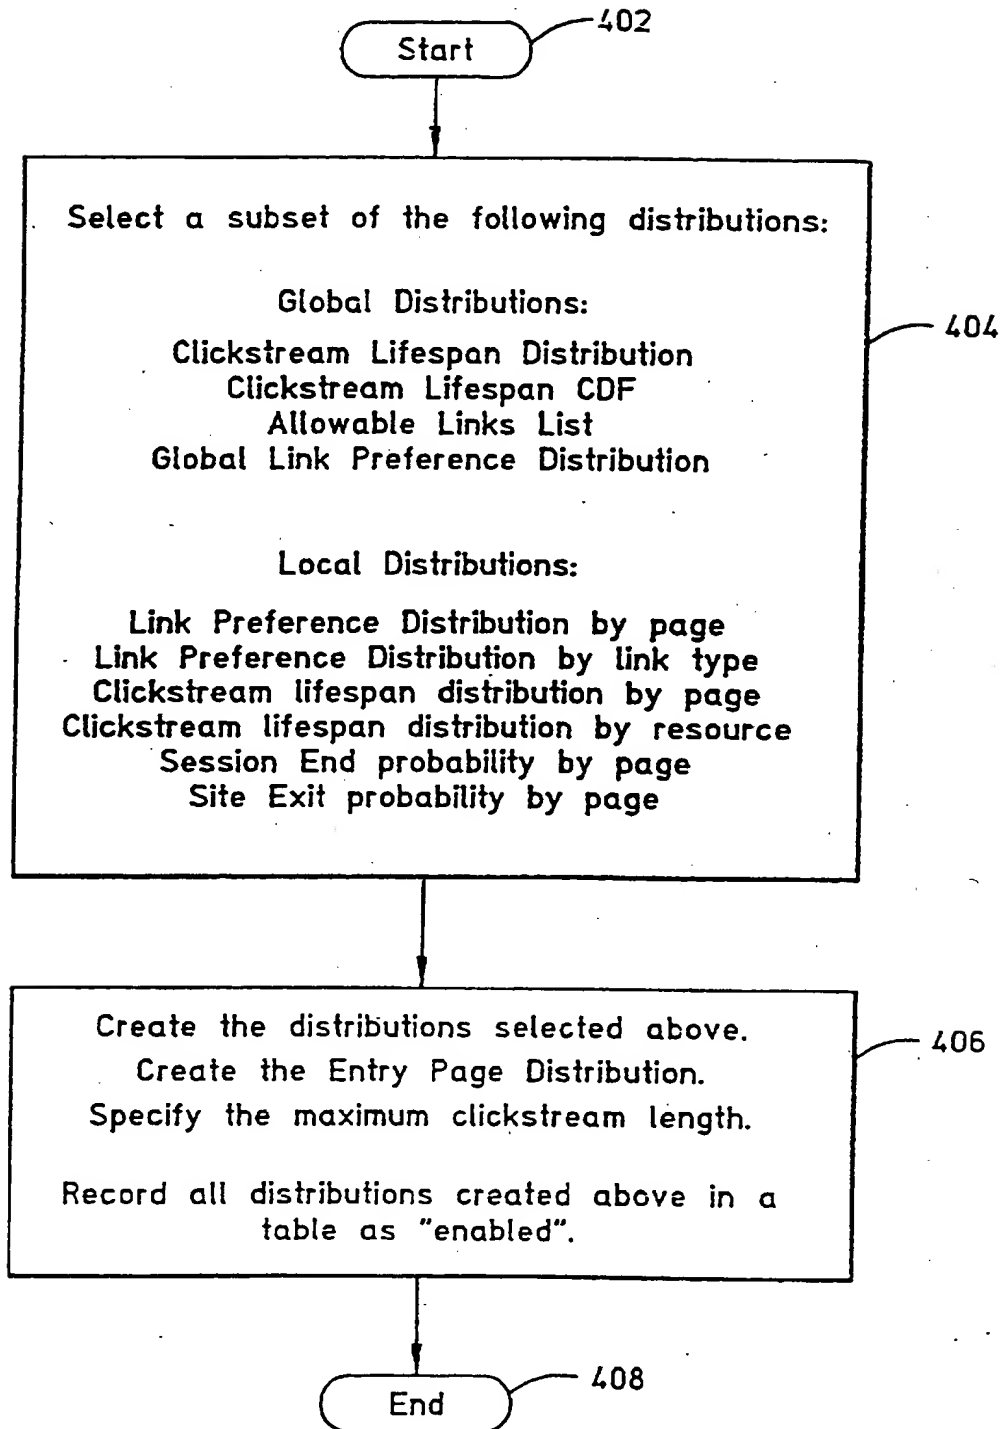 402
Start
Select a subset of the following distributions:
Global Distributions:
404
Clickstream Lifespan Distribution
Clickstream Lifespan CDF
Allowable Links List
Global Link Preference Distribution
Local Distributions:
Link Preference Distribution by page
Link Preference Distribution by link type
Clickstream lifespan distribution by page
Clickstream lifespan distribution by resource
Session End probability by page
Site Exit probability by page
Create the distributions selected above.
406
Create the Entry Page Distribution.
Specify the maximum clickstream length.
Record all distributions created above in a
table as "enabled".
408
End